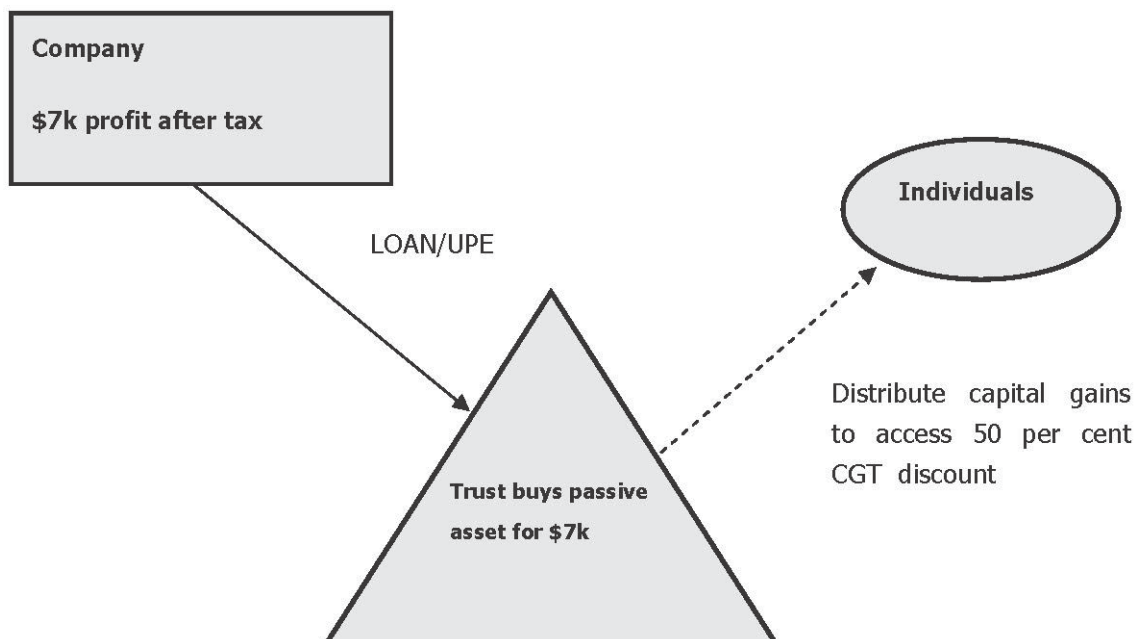 Company
$7k profit after tax
LOAN/UPE
Individuals
Distribute capital gains
to access 50 per cent
CGT discount
Trust buys passive
asset for $7k